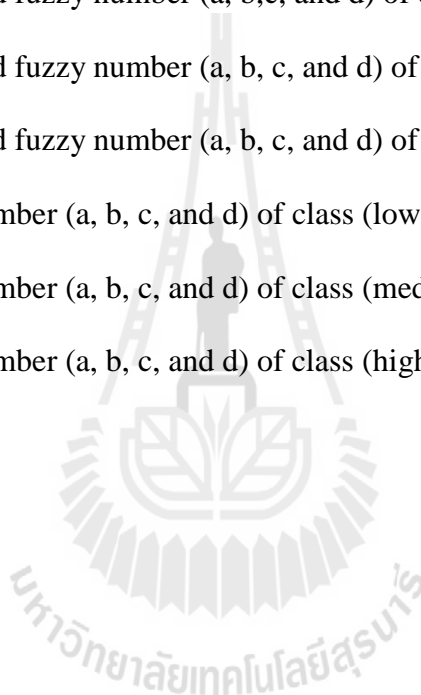 d fuzzy number (a, b,c, and d) of
d fuzzy number (a, b, c, and d) of
d fuzzy number (a, b, c, and d) of
mber (a, b, c, and d) of class (low
mber (a, b, c, and d) of class (med
mber (a, b, c, and d) of class (high
มหาวิทยาลัยเทคโนโลยีสุรนารี